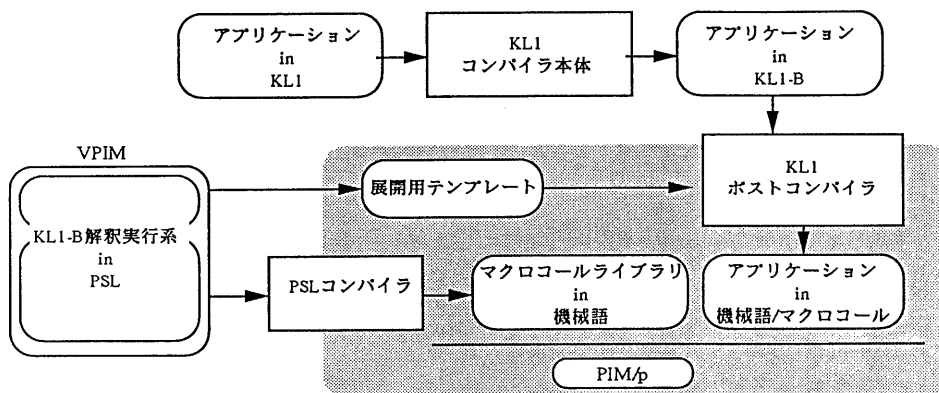 アプリケーション
in
KL1
KL1
コンパイラ本体
アプリケーション
in
KL1-B
VPIM
KL1-B解釈実行系
in
PSL
展開用テンプレート
KL1
ポストコンパイラ
PSLコンパイラ
マクロコールライブラリ
in
機械語
アプリケーション
in
機械語/マクロコール
PIM/p